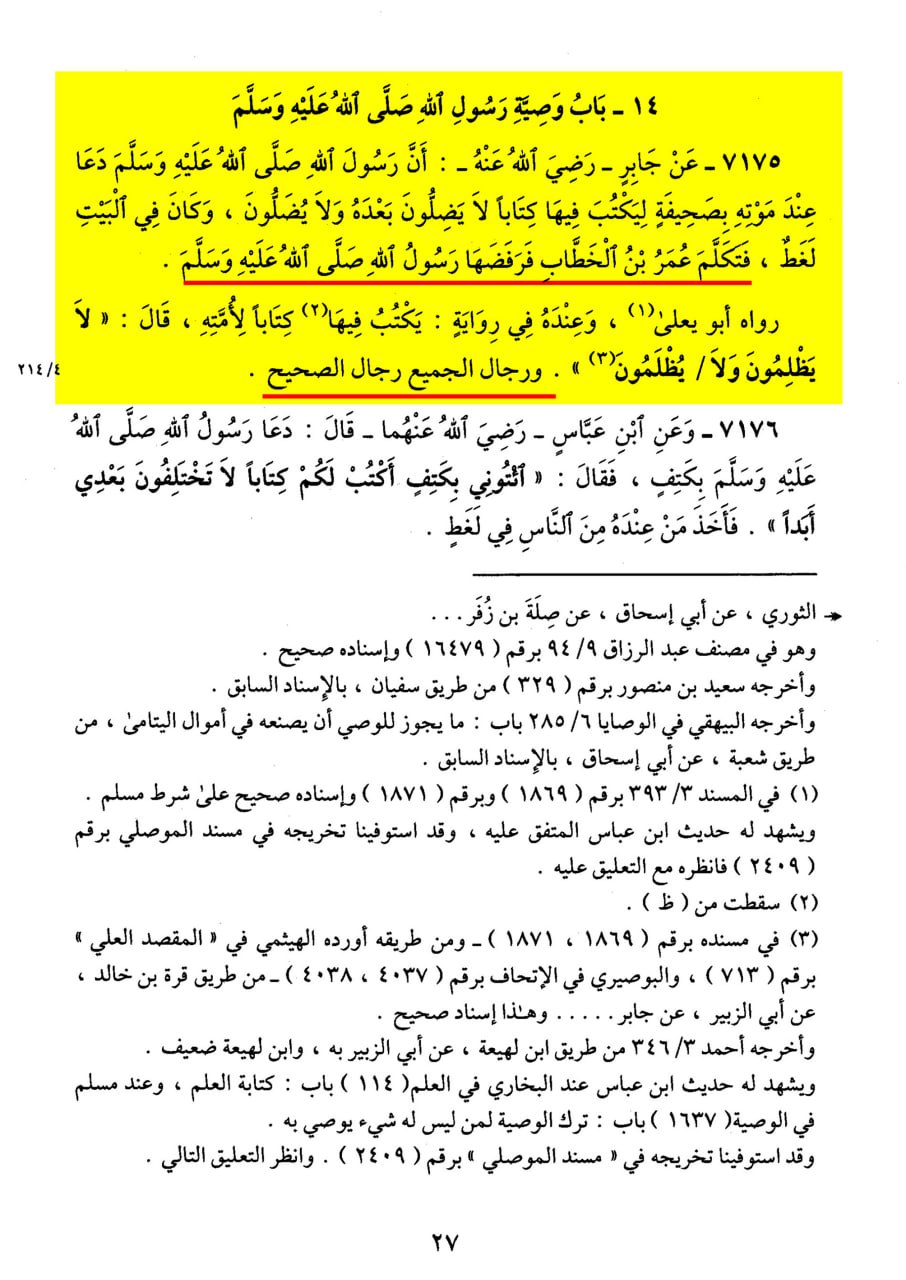 ١٤ - بَابُ وَصِيَّةِ رَسُولِ ٱللهِ صَلَّى ٱللهُ عَلَيْهِ وَسَلَّمَ
٧١٧٥ - عَنْ جَابِرٍ - رَضِيَ ٱللهُ عَنْهُ - : أَنَّ رَسُولَ ٱللهِ صَلَّى ٱللهُ عَلَيْهِ وَسَلَّمَ دَعَا
عِنْدَ مَوْتِهِ بِصَحِيفَةٍ لِيَكْتُبَ فِيهَا كِتَاباً لاَ يَضِلُّونَ بَعْدَهُ وَلاَ يُضَلُّونَ ، وَكَانَ فِي ٱلْبَيْتِ
لَغَطٌ ، فَتَكَلَّمَ عُمَرُ بْنُ ٱلْخَطَّابِ فَرَفَضَهَا رَسُولُ ٱللهِ صَلَّى ٱللهُ عَلَيْهِ وَسَلَّمَ .
رواه أبو يعلىٰ(١) ، وَعِنْدَهُ فِي رِوَايَةٍ : يَكْتُبُ فِيهَا(٢) كِتَاباً لِأُمَّتِهِ ، قَالَ : « لاَ
يَظْلِمُونَ وَلاَ / يُظْلَمُونَ(٣) » . ورجال الجميع رجال الصحيح .
٢١٤/٤
٧١٧٦ - وَعَنِ ٱبْنِ عَبَّاسٍ - رَضِيَ ٱللهُ عَنْهُما - قَالَ : دَعَا رَسُولُ ٱللهِ صَلَّى ٱللهُ
عَلَيْهِ وَسَلَّمَ بِكَتِفٍ ، فَقَالَ : « ٱئْتُونِي بِكَتِفٍ أَكْتُبْ لَكُمْ كِتَاباً لاَ تَخْتَلِفُونَ بَعْدِي
أَبَداً » . فَأَخَذَ مَنْ عِنْدَهُ مِنَ ٱلنَّاسِ فِي لَغَطٍ .
الثوري ، عن أبي إسحاق ، عن صِلَةَ بن زُفَر . . .
وهو في مصنف عبد الرزاق ٩/ ٩٤ برقم ( ١٦٤٧٩ ) وإسناده صحيح .
وأخرجه سعيد بن منصور برقم ( ٣٢٩ ) من طريق سفيان ، بالإسناد السابق .
وأخرجه البيهقي في الوصايا ٦/ ٢٨٥ باب : ما يجوز للوصي أن يصنعه في أموال اليتامىٰ ، من
طريق شعبة ، عن أبي إسحاق ، بالإسناد السابق .
(١) في المسند ٣/ ٣٩٣ برقم ( ١٨٦٩ ) وبرقم ( ١٨٧١ ) وإسناده صحيح علىٰ شرط مسلم .
ويشهد له حديث ابن عباس المتفق عليه ، وقد استوفينا تخريجه في مسند الموصلي برقم
( ٢٤٠٩ ) فانظره مع التعليق عليه .
(٢) سقطت من ( ظ ) .
(٣) في مسنده برقم ( ١٨٦٩ ، ١٨٧١ ) - ومن طريقه أورده الهيثمي في « المقصد العلي »
برقم ( ٧١٣ ) ، والبوصيري في الإتحاف برقم ( ٤٠٣٧ ، ٤٠٣٨ ) - من طريق قرة بن خالد ،
عن أبي الزبير ، عن جابر. . . . . وهـٰذا إسناد صحيح .
وأخرجه أحمد ٣/ ٣٤٦ من طريق ابن لهيعة ، عن أبي الزبير به ، وابن لهيعة ضعيف .
ويشهد له حديث ابن عباس عند البخاري في العلم( ١١٤ ) باب : كتابة العلم ، وعند مسلم
في الوصية( ١٦٣٧ ) باب : ترك الوصية لمن ليس له شيء يوصي به .
وقد استوفينا تخريجه في « مسند الموصلي » برقم ( ٢٤٠٩ ) . وانظر التعليق التالي .
٢٧